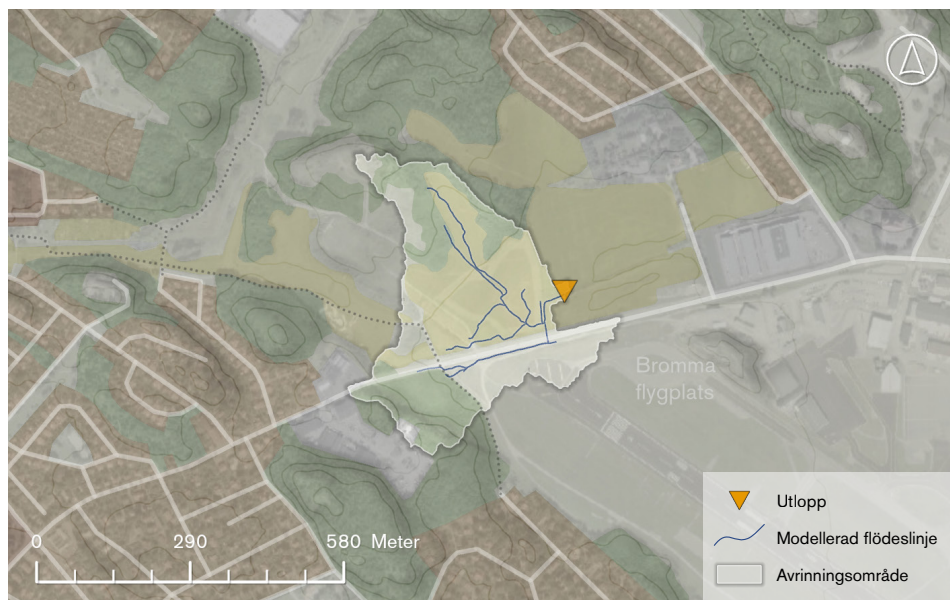 Bromma
flygplats
Utlopp
Modellerad flödeslinje
Avrinningsområde
0 290 580 Meter